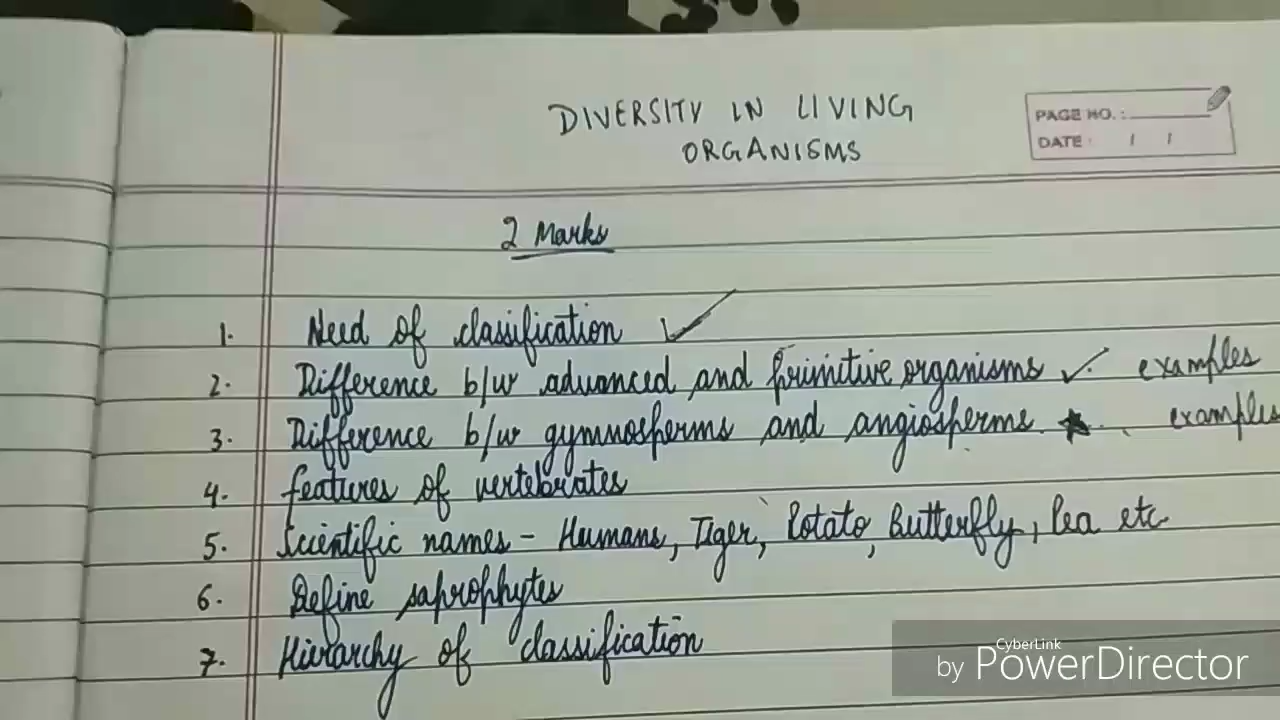 DIVERSITY IN LIVING
ORGANISMS
PAGE NO.:
DATE: / /
2 Marks
1. Need of classification
2. Difference b/w advanced and primitive organisms examples
3. Difference b/w gymnosperms and angiosperms examples
4. features of vertebrates
5. Scientific names - Humans, Tiger, Potato, Butterfly, Pea etc
6. Define saprophytes
7. Hierarchy of classification
CyberLink
by PowerDirector